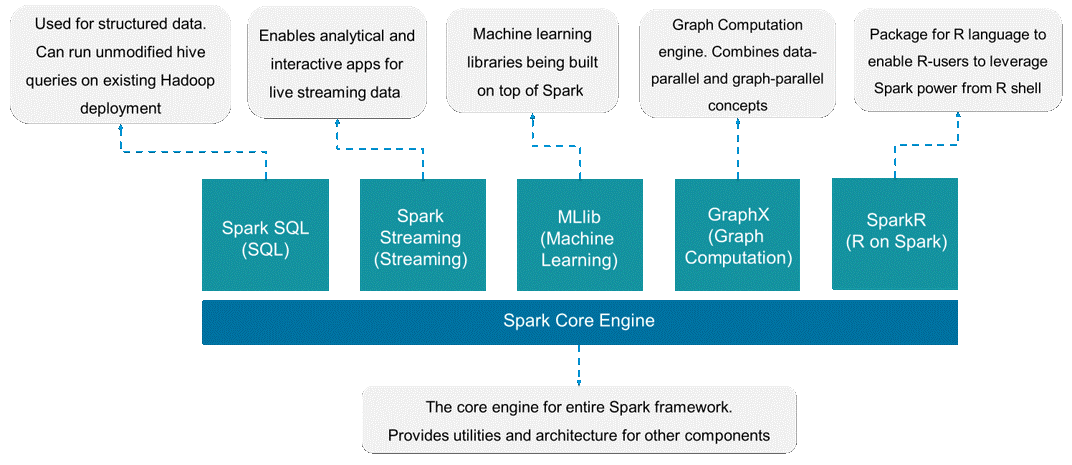 Used for structured data.
Can run unmodified hive
queries on existing Hadoop
deployment
Enables analytical and
interactive apps for
live streaming data
Machine learning
libraries being built
on top of Spark
Graph Computation
engine. Combines data-
parallel and graph-parallel
concepts
Package for R language to
enable R-users to leverage
Spark power from R shell
Spark SQL
(SQL)
Spark
Streaming
(Streaming)
MLlib
(Machine
Learning)
GraphX
(Graph
Computation)
SparkR
(R on Spark)
Spark Core Engine
The core engine for entire Spark framework.
Provides utilities and architecture for other components